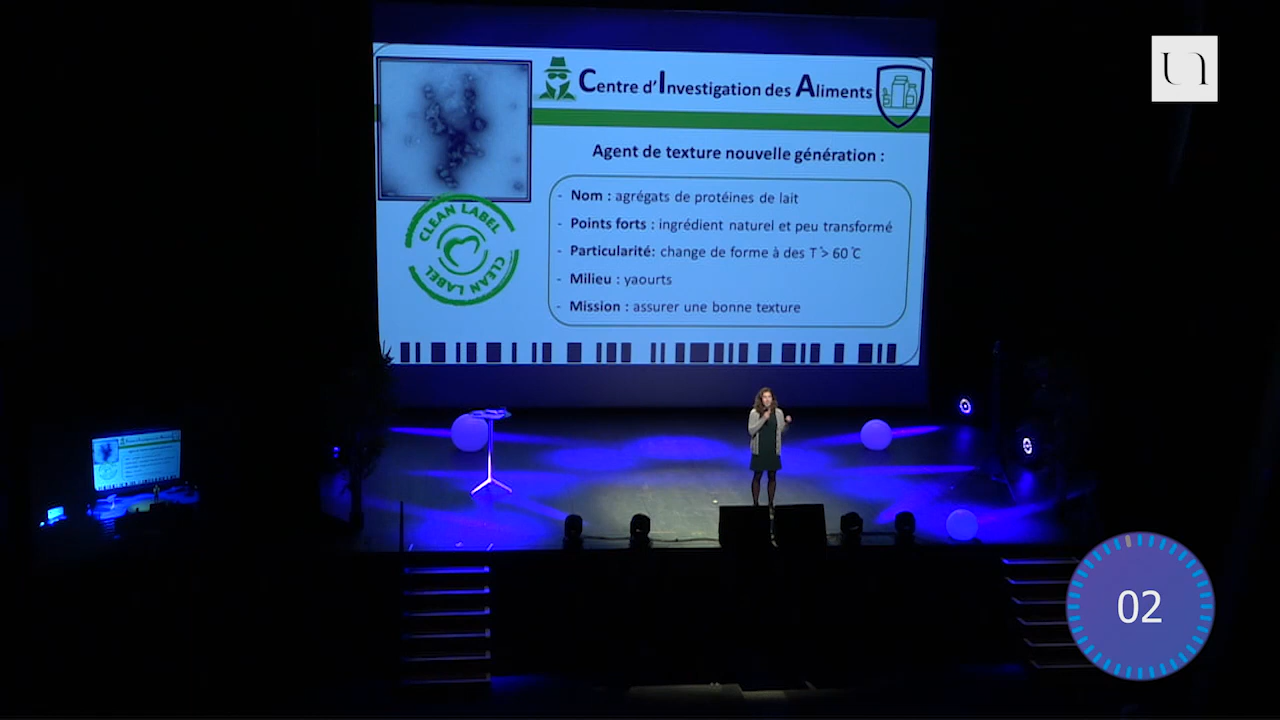 Centre d'Investigation des Aliments
Agent de texture nouvelle génération :
- Nom : agrégats de protéines de lait
- Points forts : ingrédient naturel et peu transformé
- Particularité: change de forme à des T°> 60°C
- Milieu : yaourts
- Mission : assurer une bonne texture
CLEAN LABEL
CLEAN LABEL
UN
02